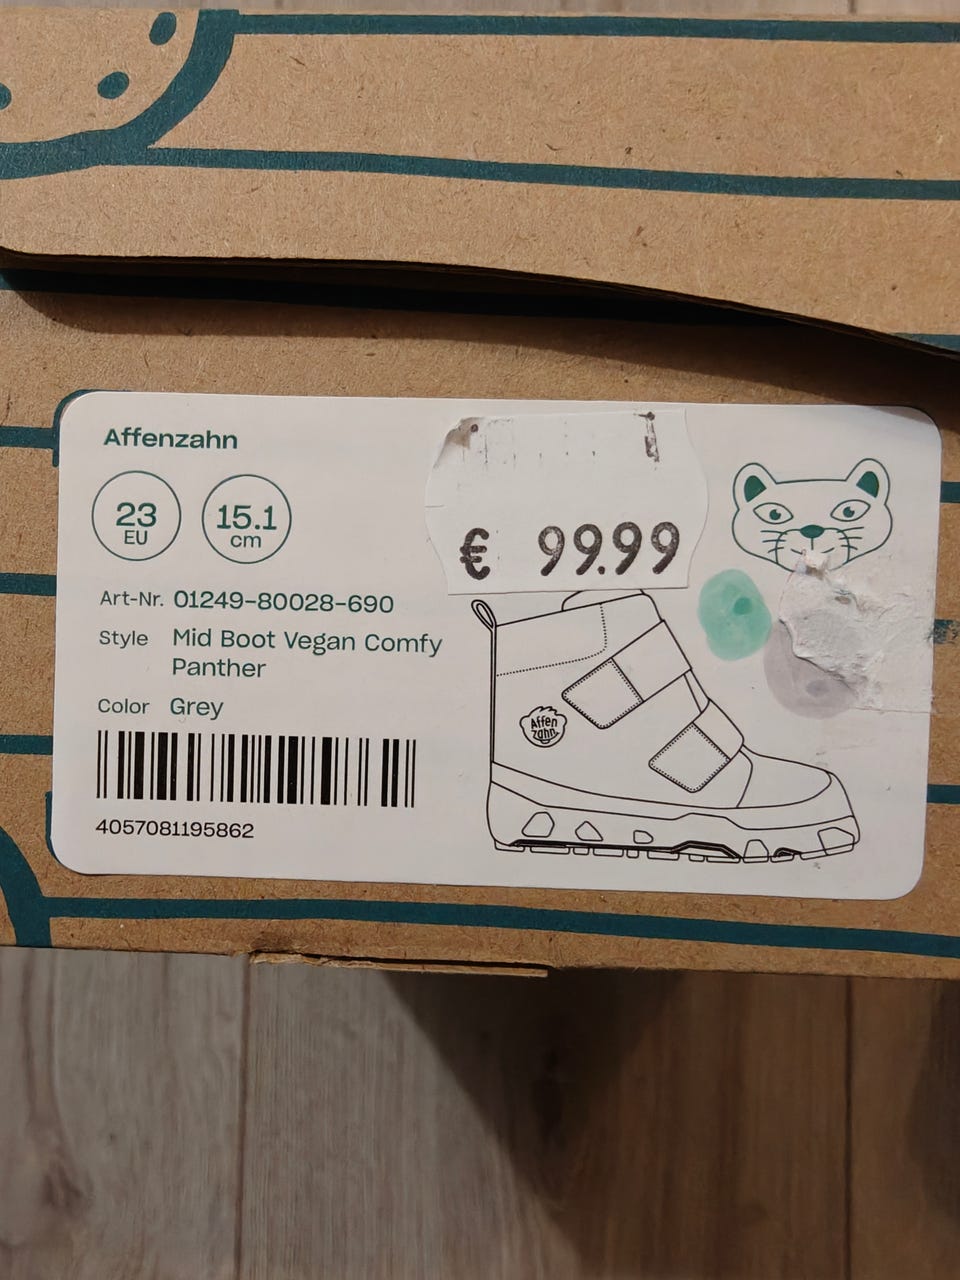 Affenzahn
23
EU
15.1
cm
€ 99.99
Art-Nr. 01249-80028-690
Style Mid Boot Vegan Comfy
Panther
Color Grey
Affen
zahn
4057081195862